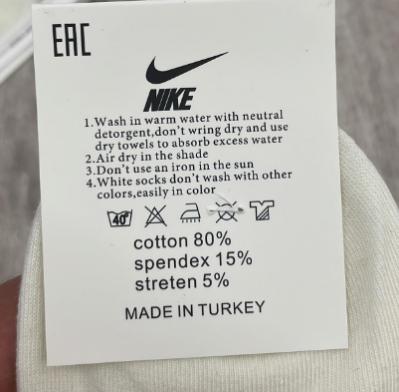 EAC
NIKE
1.Wash in warm water with neutral
detorgent,don't wring dry and use
dry towels to absorb excess water
2.Air dry in the shade
3.Don't use an iron in the sun
4.White socks don't wash with other
colors,easily in color
40°
cotton 80%
spendex 15%
streten 5%
MADE IN TURKEY